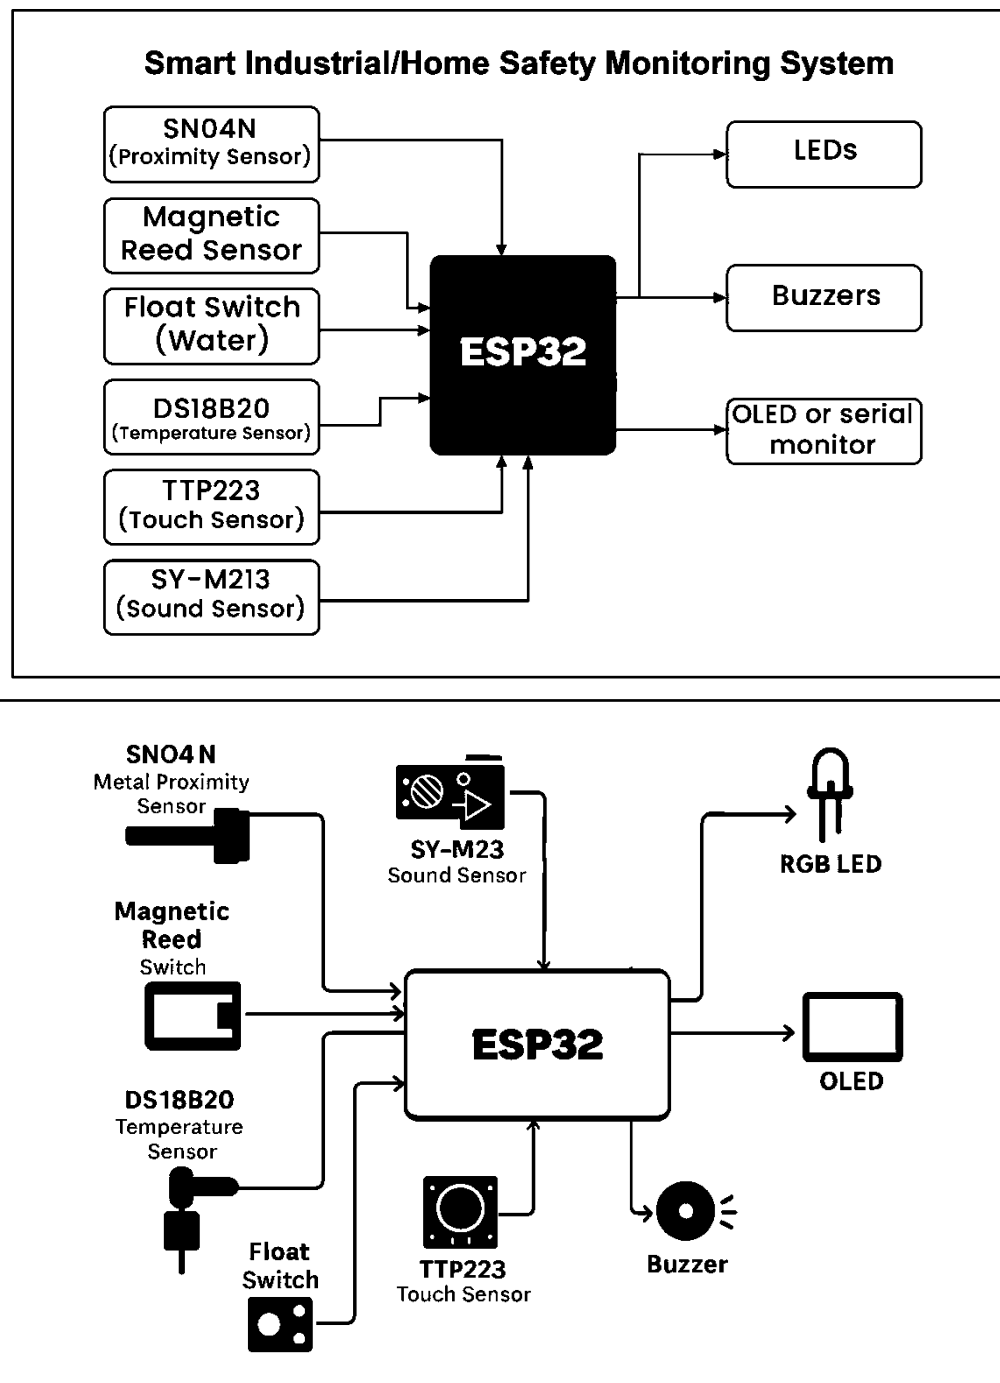 Smart Industrial/Home Safety Monitoring System
SN04N
(Proximity Sensor)
Magnetic
Reed Sensor
Float Switch
(Water)
DS18B20
(Temperature Sensor)
TTP223
(Touch Sensor)
SY-M213
(Sound Sensor)
ESP32
LEDs
Buzzers
OLED or serial
monitor
SNO4N
Metal Proximity
Sensor
SY-M23
Sound Sensor
RGB LED
Magnetic
Reed
Switch
ESP32
OLED
DS18B20
Temperature
Sensor
Float
Switch
TTP223
Touch Sensor
Buzzer